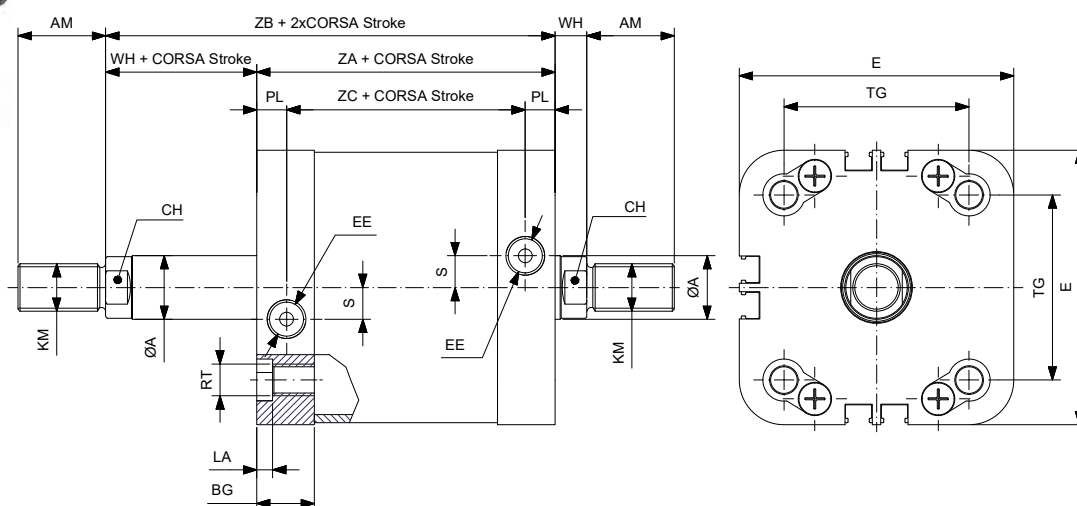 AM
ZB + 2xCORSA Stroke
WH
AM
WH + CORSA Stroke
ZA + CORSA Stroke
PL
ZC + CORSA Stroke
PL
CH
EE
CH
S
S
ØA
KM
ØA
EE
KM
RT
LA
BG
E
TG
TG
E